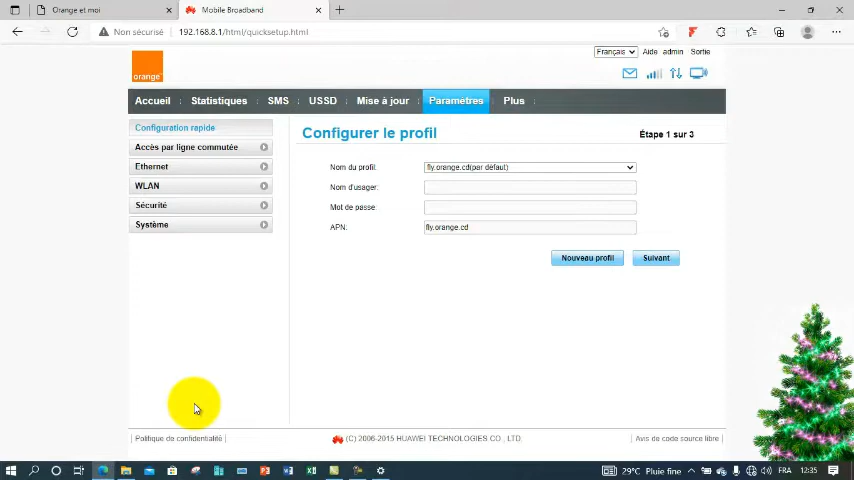 Orange et moi
Mobile Broadband
Non sécurisé
192.168.8.1/html/quicksetup.html
Français Aide admin Sortie
orange
Accueil Statistiques SMS USSD Mise à jour Paramètres Plus
Configuration rapide
Configurer le profil
Étape 1 sur 3
Accès par ligne commutée
Ethernet
WLAN
Sécurité
Système
Nom du profil: fly.orange.cd(par défaut)
Nom d'usager:
Mot de passe:
APN: fly.orange.cd
Nouveau profil Suivant
Politique de confidentialité
(C) 2006-2015 HUAWEI TECHNOLOGIES CO., LTD.
Avis de code source libre
29°C Pluie fine FRA 12:35